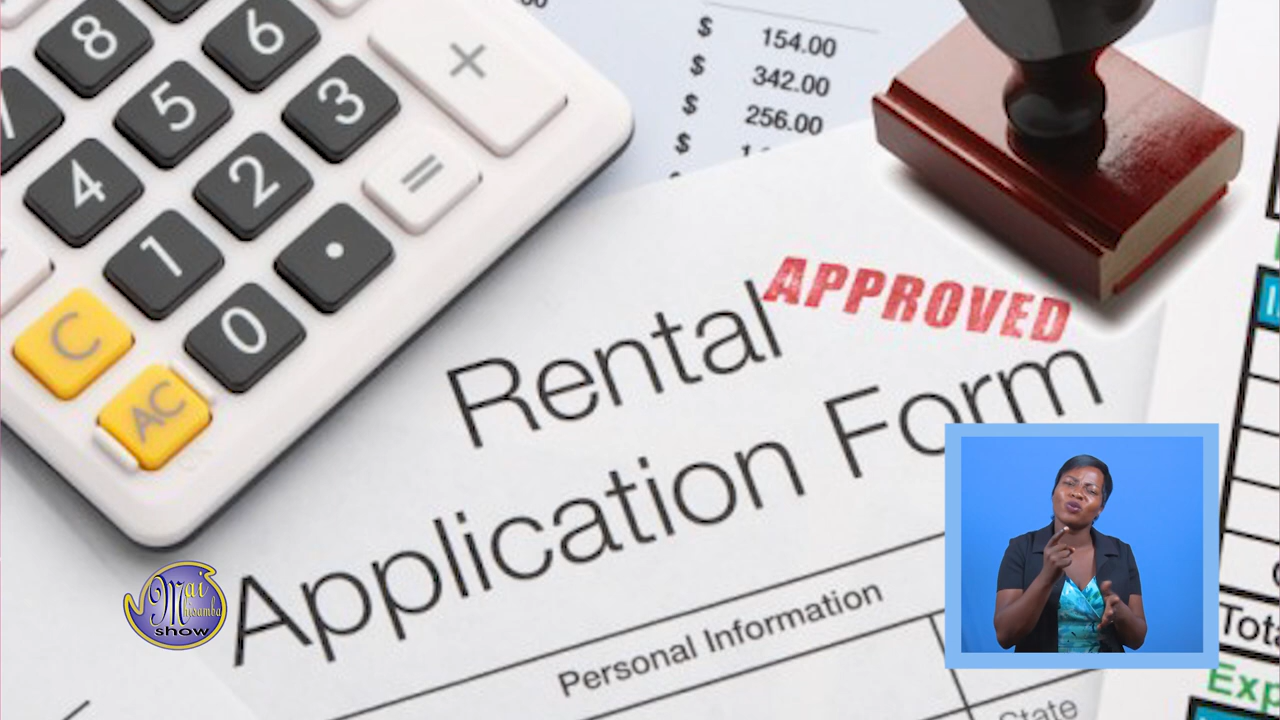 $ 154.00
$ 342.00
$ 256.00
$
8
6
+
5
3
4
2
=
1
.
C
0
AC
APPROVED
Rental
Application Form
Personal Information
State
Mai
show